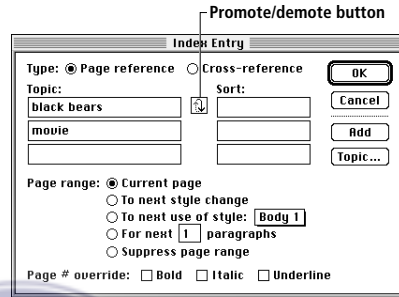 Promote/demote button
Index Entry
Type: Page reference Cross-reference
OK
Topic: Sort:
black bears
Cancel
movie
Add
Topic...
Page range: Current page
To next style change
To next use of style: Body 1
For next 1 paragraphs
Suppress page range
Page # override: Bold Italic Underline